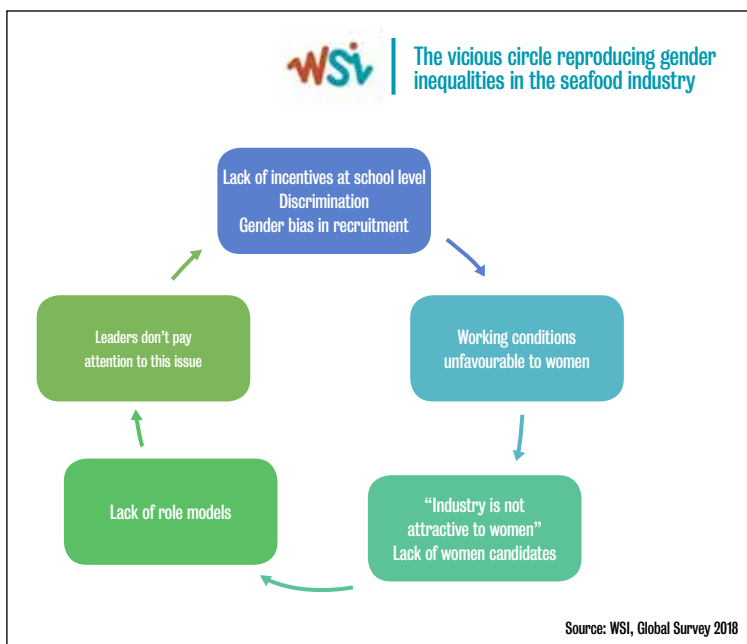 WSi
The vicious circle reproducing gender
inequalities in the seafood industry
Lack of incentives at school level
Discrimination
Gender bias in recruitment
Working conditions
unfavourable to women
“Industry is not
attractive to women”
Lack of women candidates
Lack of role models
Leaders don’t pay
attention to this issue
Source: WSI, Global Survey 2018